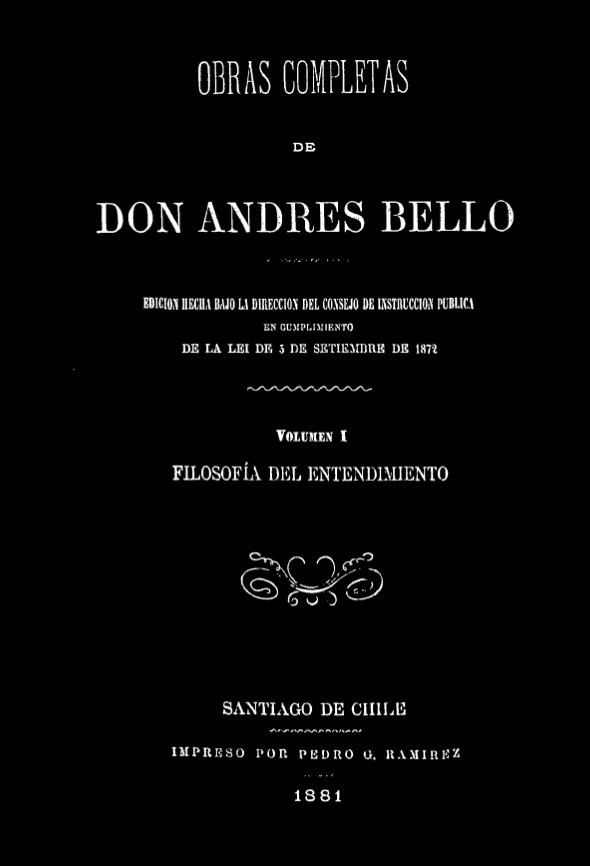 OBRAS COMPLETAS
DE
DON ANDRES BELLO
EDICION HECHA BAJO LA DIRECCION DEL CONSEJO DE INSTRUCCION PUBLICA
EN CUMPLIMIENTO
DE LA LEI DE 5 DE SETIEMBRE DE 1872
VOLUMEN I
FILOSOFÍA DEL ENTENDIMIENTO
SANTIAGO DE CHILE
IMPRESO POR PEDRO G. RAMIREZ
1881